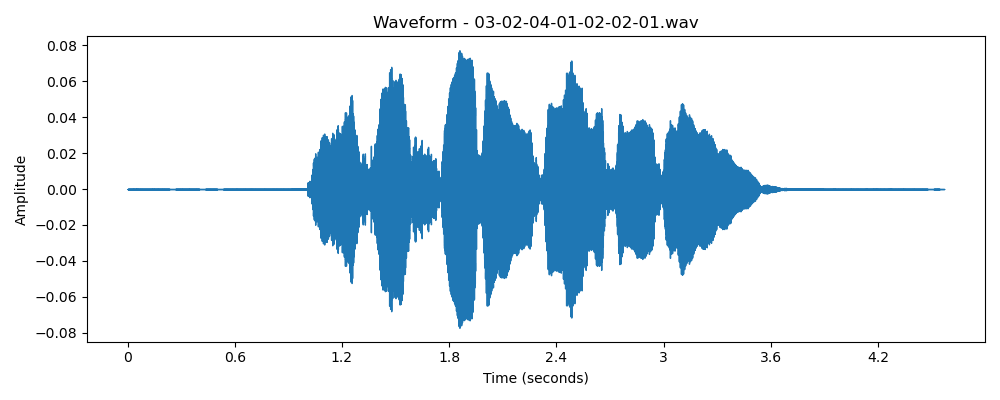 Waveform - 03-02-04-01-02-02-01.wav
0.08
0.06
0.04
0.02
0.00
−0.02
−0.04
−0.06
−0.08
Amplitude
0 0.6 1.2 1.8 2.4 3 3.6 4.2
Time (seconds)